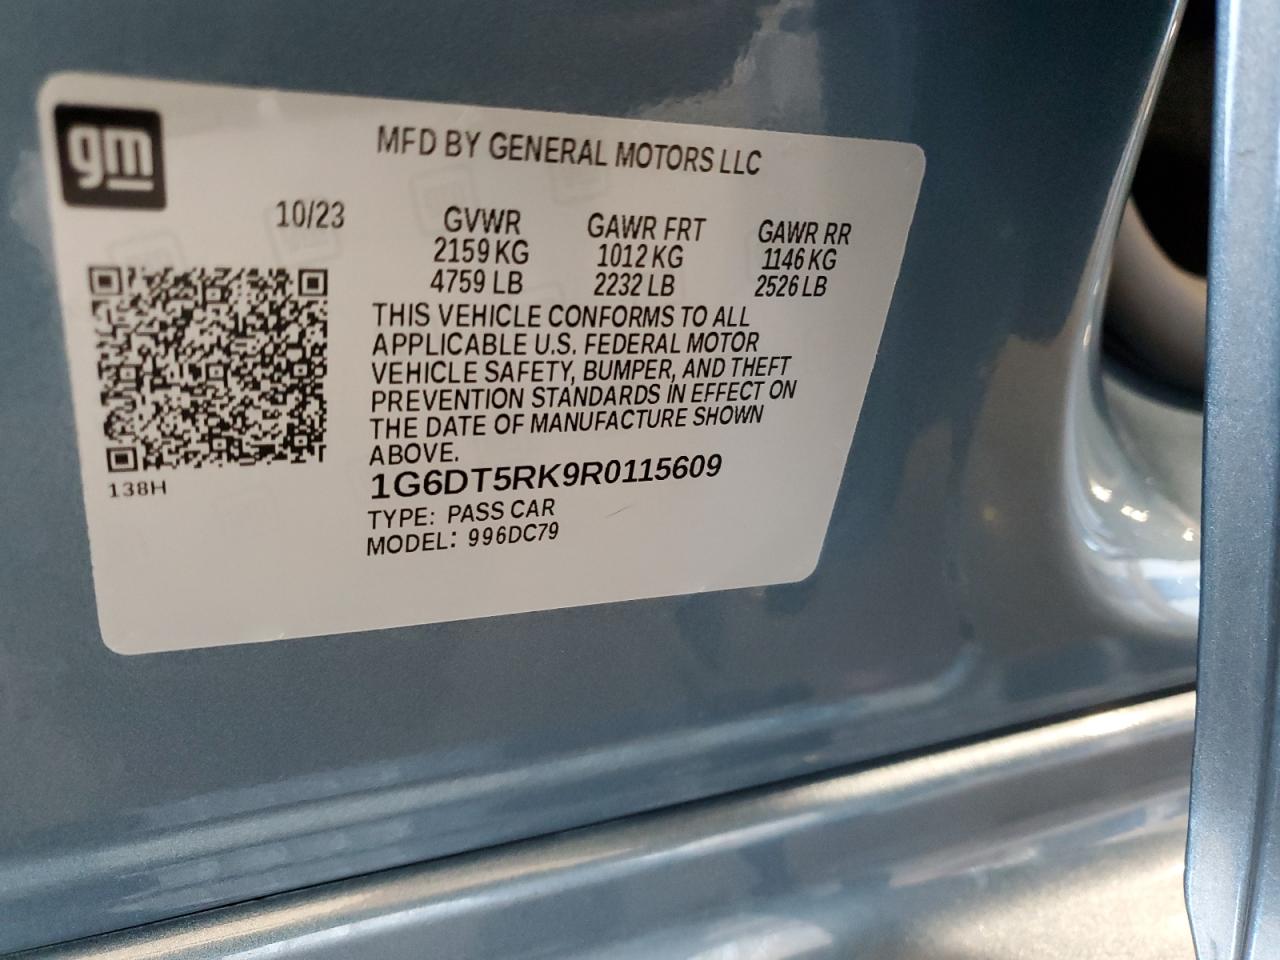 gm
MFD BY GENERAL MOTORS LLC
10/23
GVWR GAWR FRT GAWR RR
2159 KG 1012 KG 1146 KG
4759 LB 2232 LB 2526 LB
THIS VEHICLE CONFORMS TO ALL
APPLICABLE U.S. FEDERAL MOTOR
VEHICLE SAFETY, BUMPER, AND THEFT
PREVENTION STANDARDS IN EFFECT ON
THE DATE OF MANUFACTURE SHOWN
ABOVE.
138H
1G6DT5RK9R0115609
TYPE: PASS CAR
MODEL: 996DC79